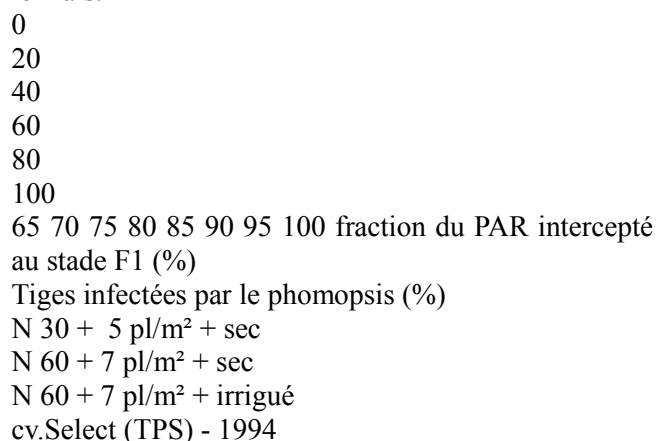 0
20
40
60
80
100
65 70 75 80 85 90 95 100 fraction du PAR intercepté
au stade F1 (%)
Tiges infectées par le phomopsis (%)
N 30 + 5 pl/m² + sec
N 60 + 7 pl/m² + sec
N 60 + 7 pl/m² + irrigué
cv.Select (TPS) - 1994